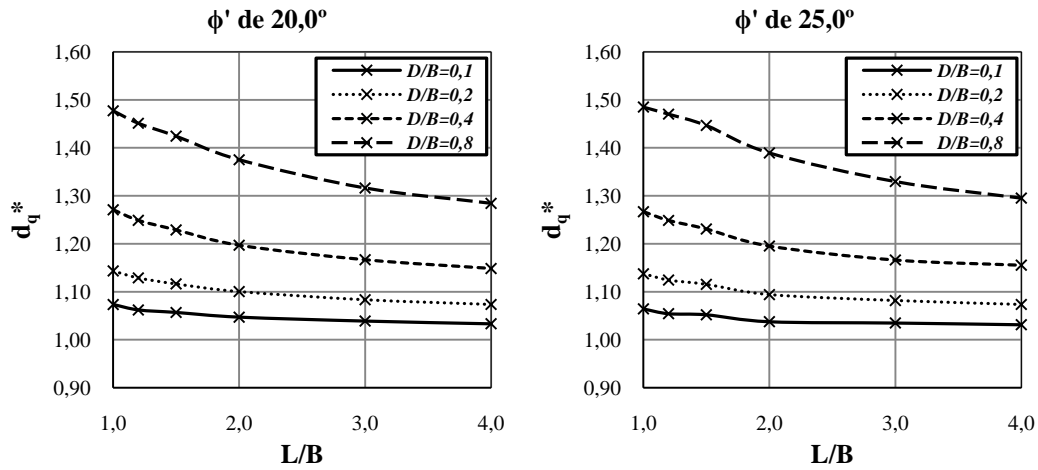 ϕ' de 20,0º
1,60
1,50
1,40
1,30
1,20
1,10
1,00
0,90
dq*
D/B=0,1
D/B=0,2
D/B=0,4
D/B=0,8
1,0 2,0 3,0 4,0
L/B
ϕ' de 25,0º
1,60
1,50
1,40
1,30
1,20
1,10
1,00
0,90
dq*
D/B=0,1
D/B=0,2
D/B=0,4
D/B=0,8
1,0 2,0 3,0 4,0
L/B